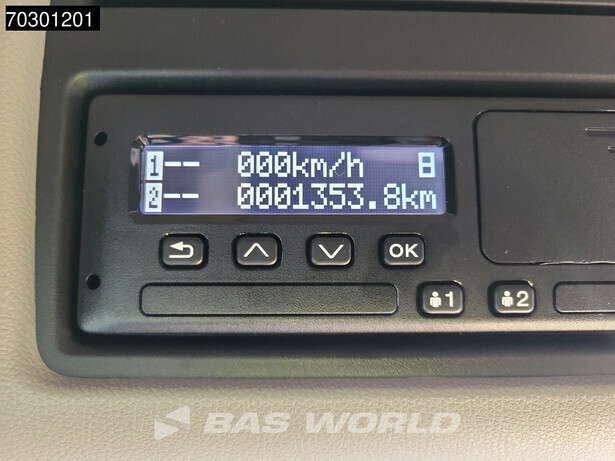 70301201
1-- 000km/h 8
2-- 0001353.8km
OK
1 2
BAS WORLD